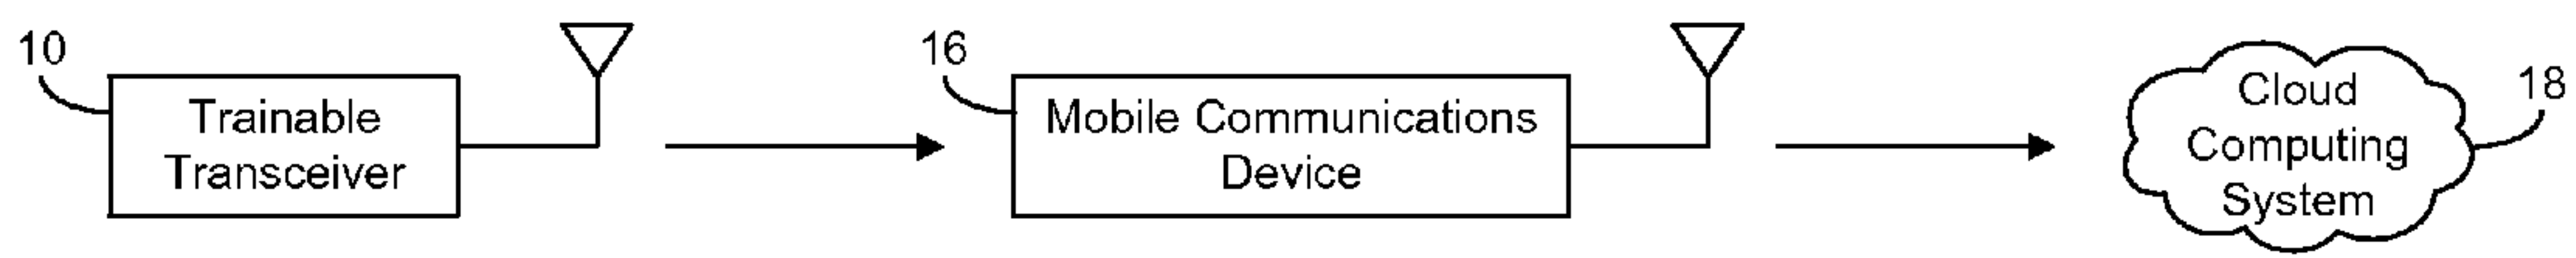 10
Trainable
Transceiver
16
Mobile Communications
Device
Cloud
Computing
System
18